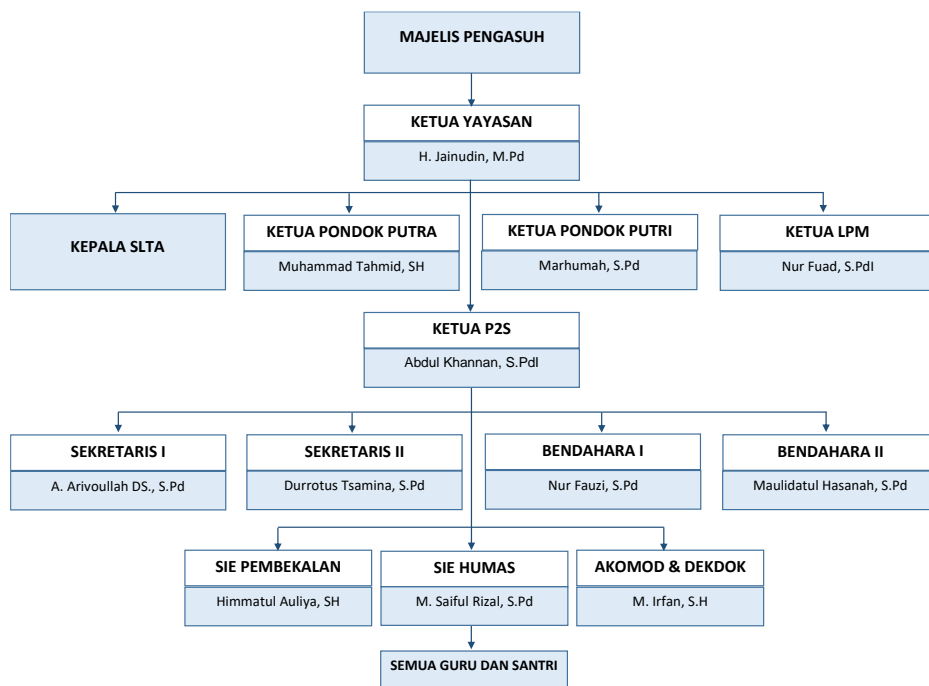 MAJELIS PENGASUH
KETUA YAYASAN
H. Jainudin, M.Pd
KEPALA SLTA
KETUA PONDOK PUTRA
Muhammad Tahmid, SH
KETUA PONDOK PUTRI
Marhumah, S.Pd
KETUA LPM
Nur Fuad, S.PdI
KETUA P2S
Abdul Khannan, S.PdI
SEKRETARIS I
A. Arivoullah DS., S.Pd
SEKRETARIS II
Durrotus Tsamina, S.Pd
BENDAHARA I
Nur Fauzi, S.Pd
BENDAHARA II
Maulidatul Hasanah, S.Pd
SIE PEMBEKALAN
Himmatul Auliya, SH
SIE HUMAS
M. Saiful Rizal, S.Pd
AKOMOD & DEKDOK
M. Irfan, S.H
SEMUA GURU DAN SANTRI